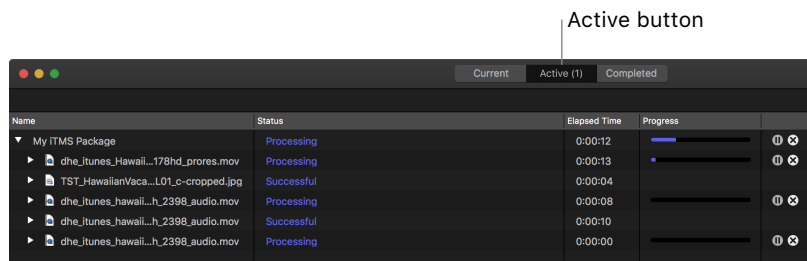 Active button
Current Active (1) Completed
Name Status Elapsed Time Progress
My iTMS Package Processing 0:00:12
dhe_itunes_Hawaii...178hd_prores.mov Processing 0:00:13
TST_HawaiianVaca...L01_c-cropped.jpg Successful 0:00:04
dhe_itunes_hawaii...h_2398_audio.mov Processing 0:00:08
dhe_itunes_hawaii...h_2398_audio.mov Successful 0:00:10
dhe_itunes_hawaii...h_2398_audio.mov Processing 0:00:00